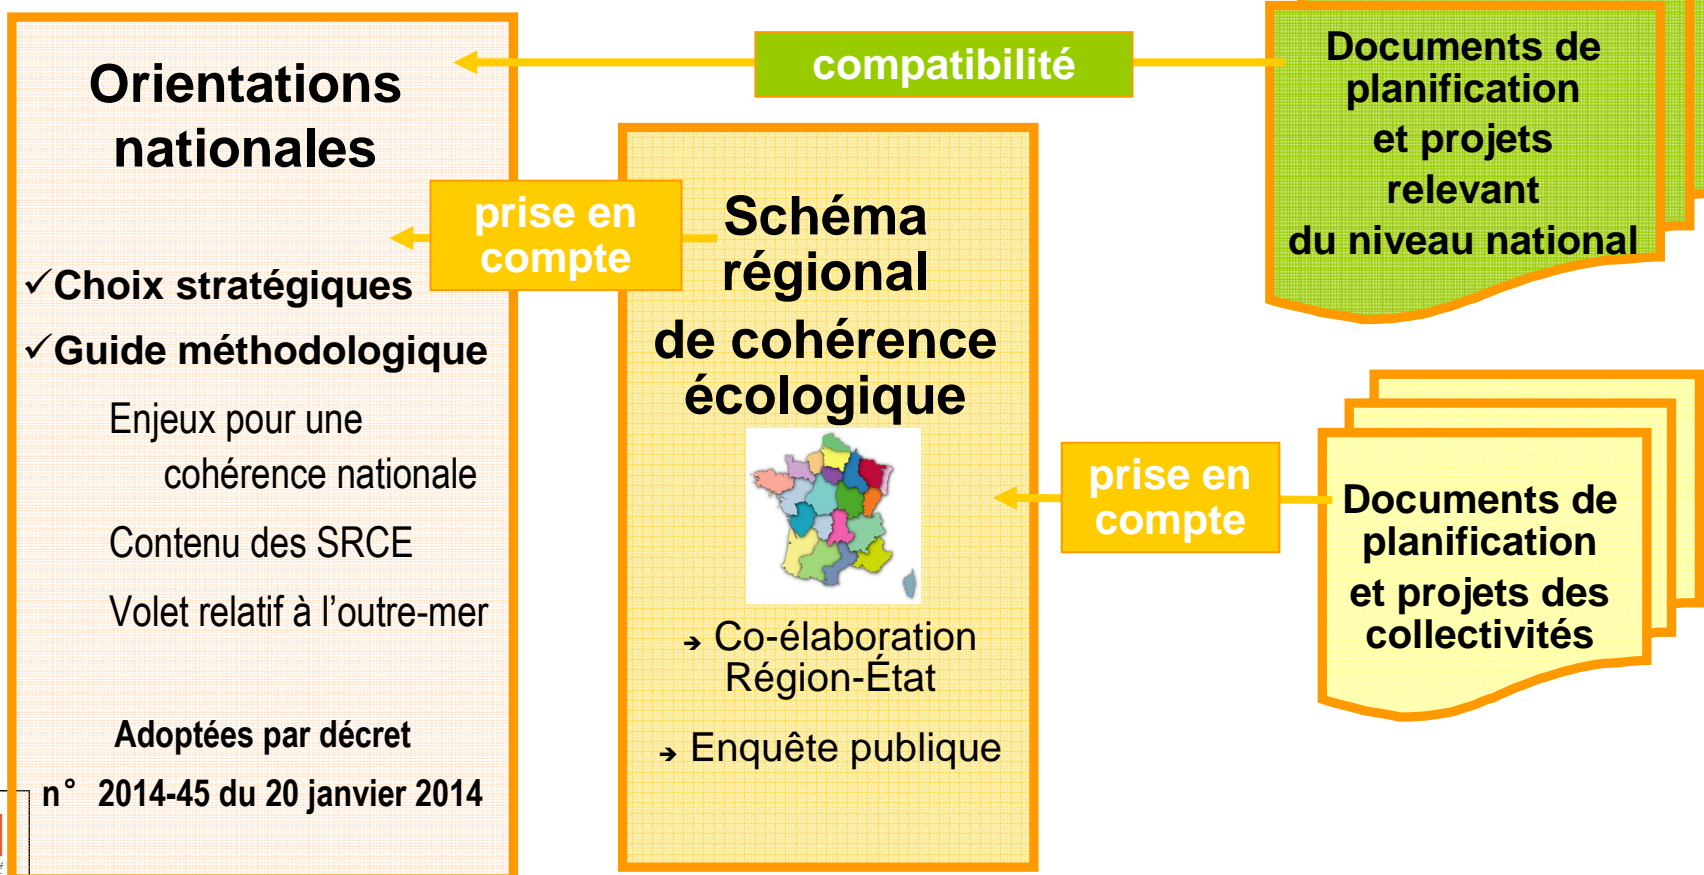 Orientations
nationales
✓Choix stratégiques
✓Guide méthodologique
Enjeux pour une
cohérence nationale
Contenu des SRCE
Volet relatif à l’outre-mer
Adoptées par décret
n° 2014-45 du 20 janvier 2014
prise en
compte
compatibilité
Schéma
régional
de cohérence
écologique
➔ Co-élaboration
Région-État
➔ Enquête publique
prise en
compte
Documents de
planification
et projets
relevant
du niveau national
Documents de
planification
et projets des
collectivités